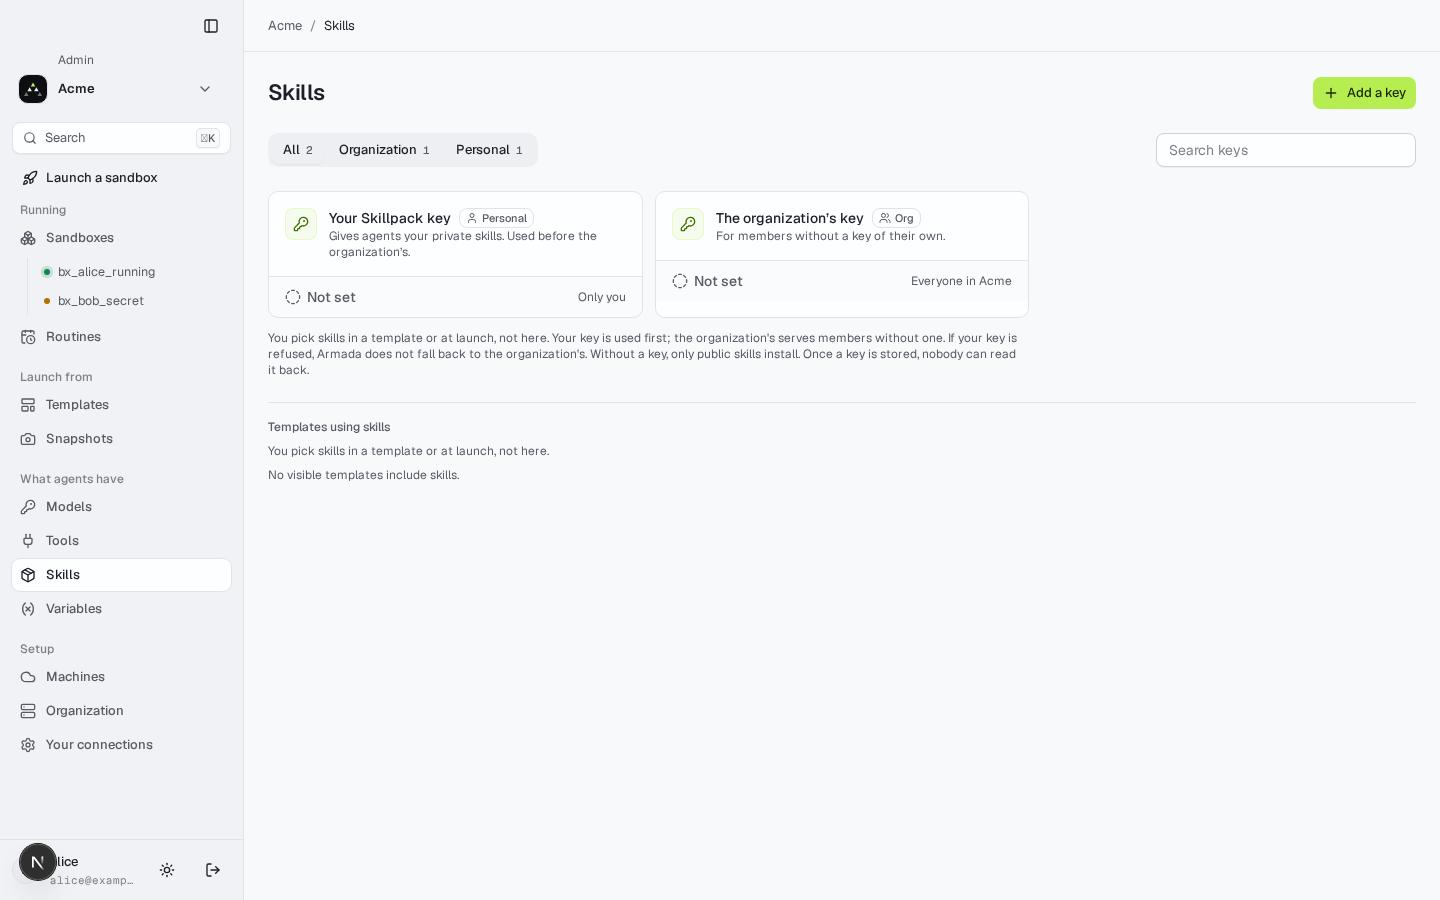 Acme / Skills
Admin
Acme
Search
K
Launch a sandbox
Running
Sandboxes
bx_alice_running
bx_bob_secret
Routines
Launch from
Templates
Snapshots
What agents have
Models
Tools
Skills
Variables
Setup
Machines
Organization
Your connections
N
lice
alice@examp…
Skills
Add a key
All 2
Organization 1
Personal 1
Search keys
Your Skillpack key
Personal
Gives agents your private skills. Used before the
organization's.
Not set
Only you
The organization's key
Org
For members without a key of their own.
Not set
Everyone in Acme
You pick skills in a template or at launch, not here. Your key is used first; the organization's serves members without one. If your key is
refused, Armada does not fall back to the organization's. Without a key, only public skills install. Once a key is stored, nobody can read
it back.
Templates using skills
You pick skills in a template or at launch, not here.
No visible templates include skills.